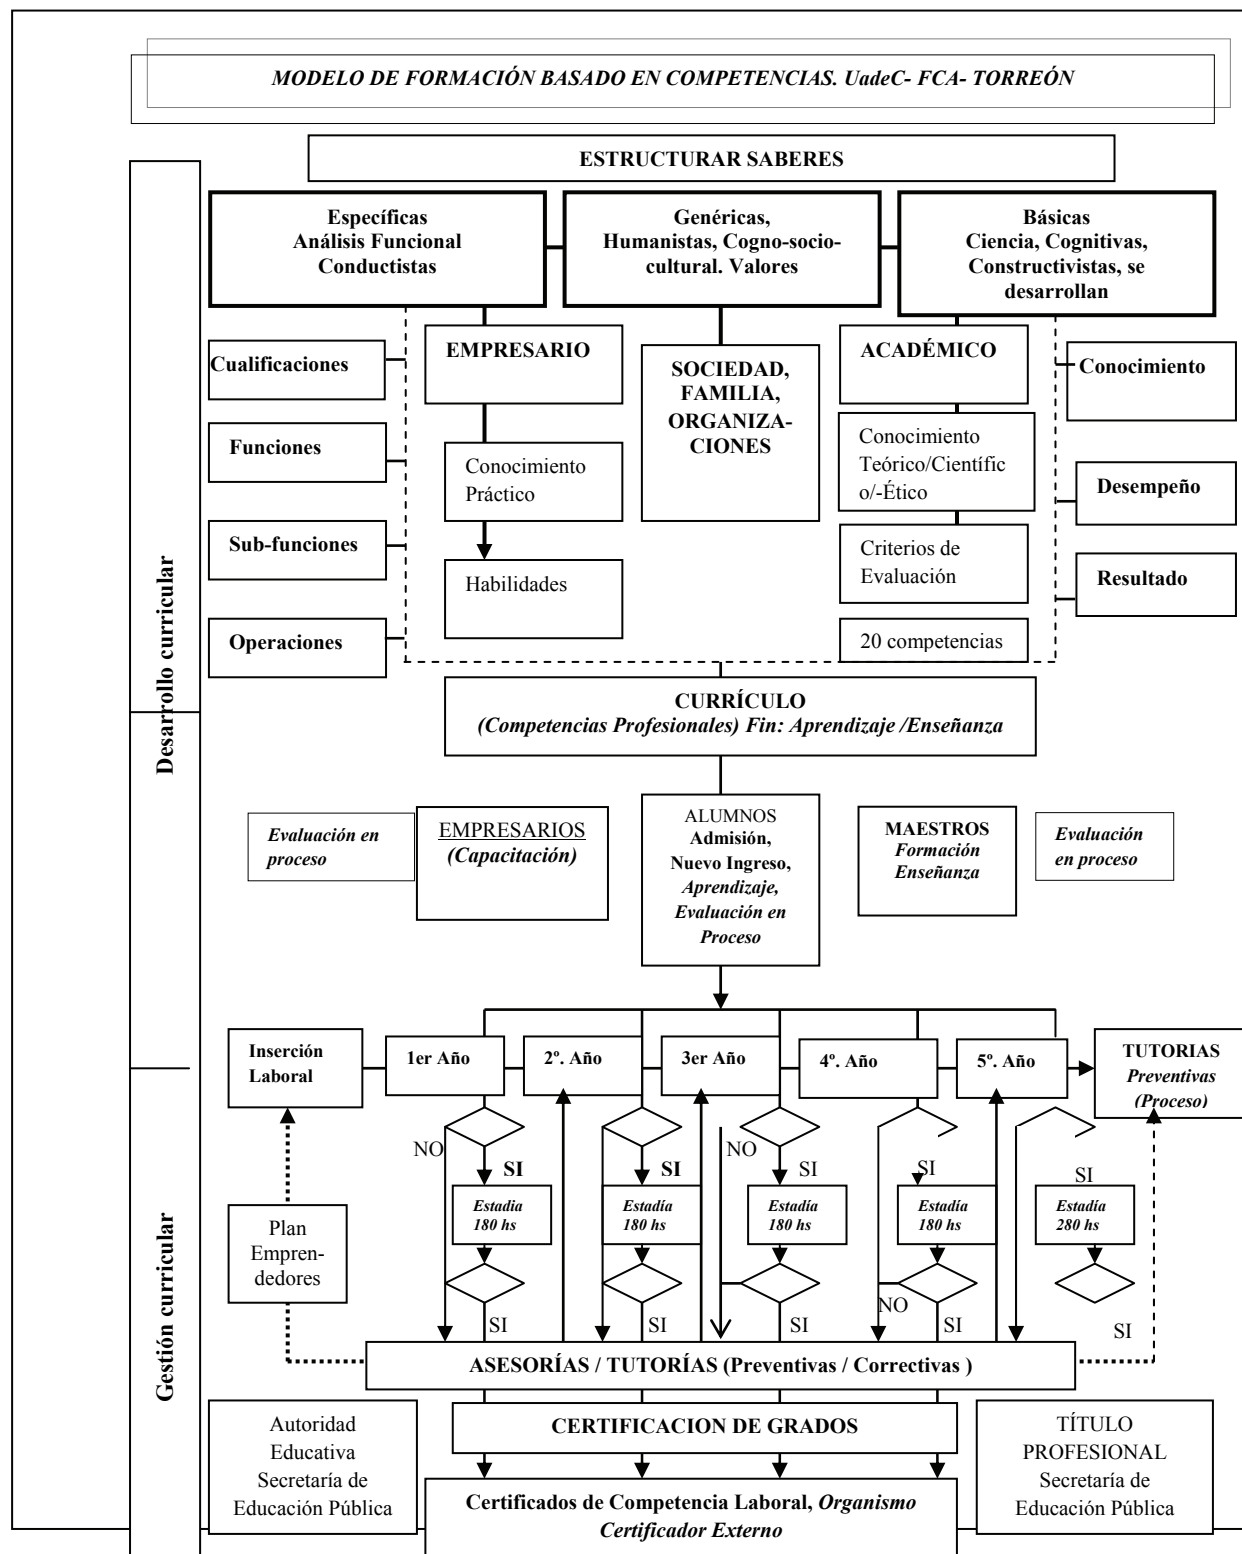 MODELO DE FORMACIÓN BASADO EN COMPETENCIAS. UadeC- FCA- TORREÓN
ESTRUCTURAR SABERES
Específicas
Análisis Funcional
Conductistas
Genéricas,
Humanistas, Cogno-socio-
cultural. Valores
Básicas
Ciencia, Cognitivas,
Constructivistas, se
desarrollan
Cualificaciones
Funciones
Sub-funciones
Operaciones
EMPRESARIO
Conocimiento
Práctico
Habilidades
SOCIEDAD,
FAMILIA,
ORGANIZA-
CIONES
ACADÉMICO
Conocimiento
Teórico/Científic
o/-Ético
Criterios de
Evaluación
20 competencias
Conocimiento
Desempeño
Resultado
Desarrollo curricular
CURRÍCULO
(Competencias Profesionales) Fin: Aprendizaje /Enseñanza
Evaluación en
proceso
EMPRESARIOS
(Capacitación)
ALUMNOS
Admisión,
Nuevo Ingreso,
Aprendizaje,
Evaluación en
Proceso
MAESTROS
Formación
Enseñanza
Evaluación
en proceso
Inserción
Laboral
1er Año
2º. Año
3er Año
4º. Año
5º. Año
TUTORIAS
Preventivas
(Proceso)
NO
SI
SI
NO
SI
SI
SI
Estadia
180 hs
Estadía
180 hs
Estadía
180 hs
Estadía
180 hs
Estadía
280 hs
Plan
Empren-
dedores
NO
SI
SI
SI
SI
SI
Gestión curricular
ASESORÍAS / TUTORÍAS (Preventivas / Correctivas )
Autoridad
Educativa
Secretaría de
Educación Pública
CERTIFICACION DE GRADOS
TÍTULO
PROFESIONAL
Secretaría de
Educación Pública
Certificados de Competencia Laboral, Organismo
Certificador Externo